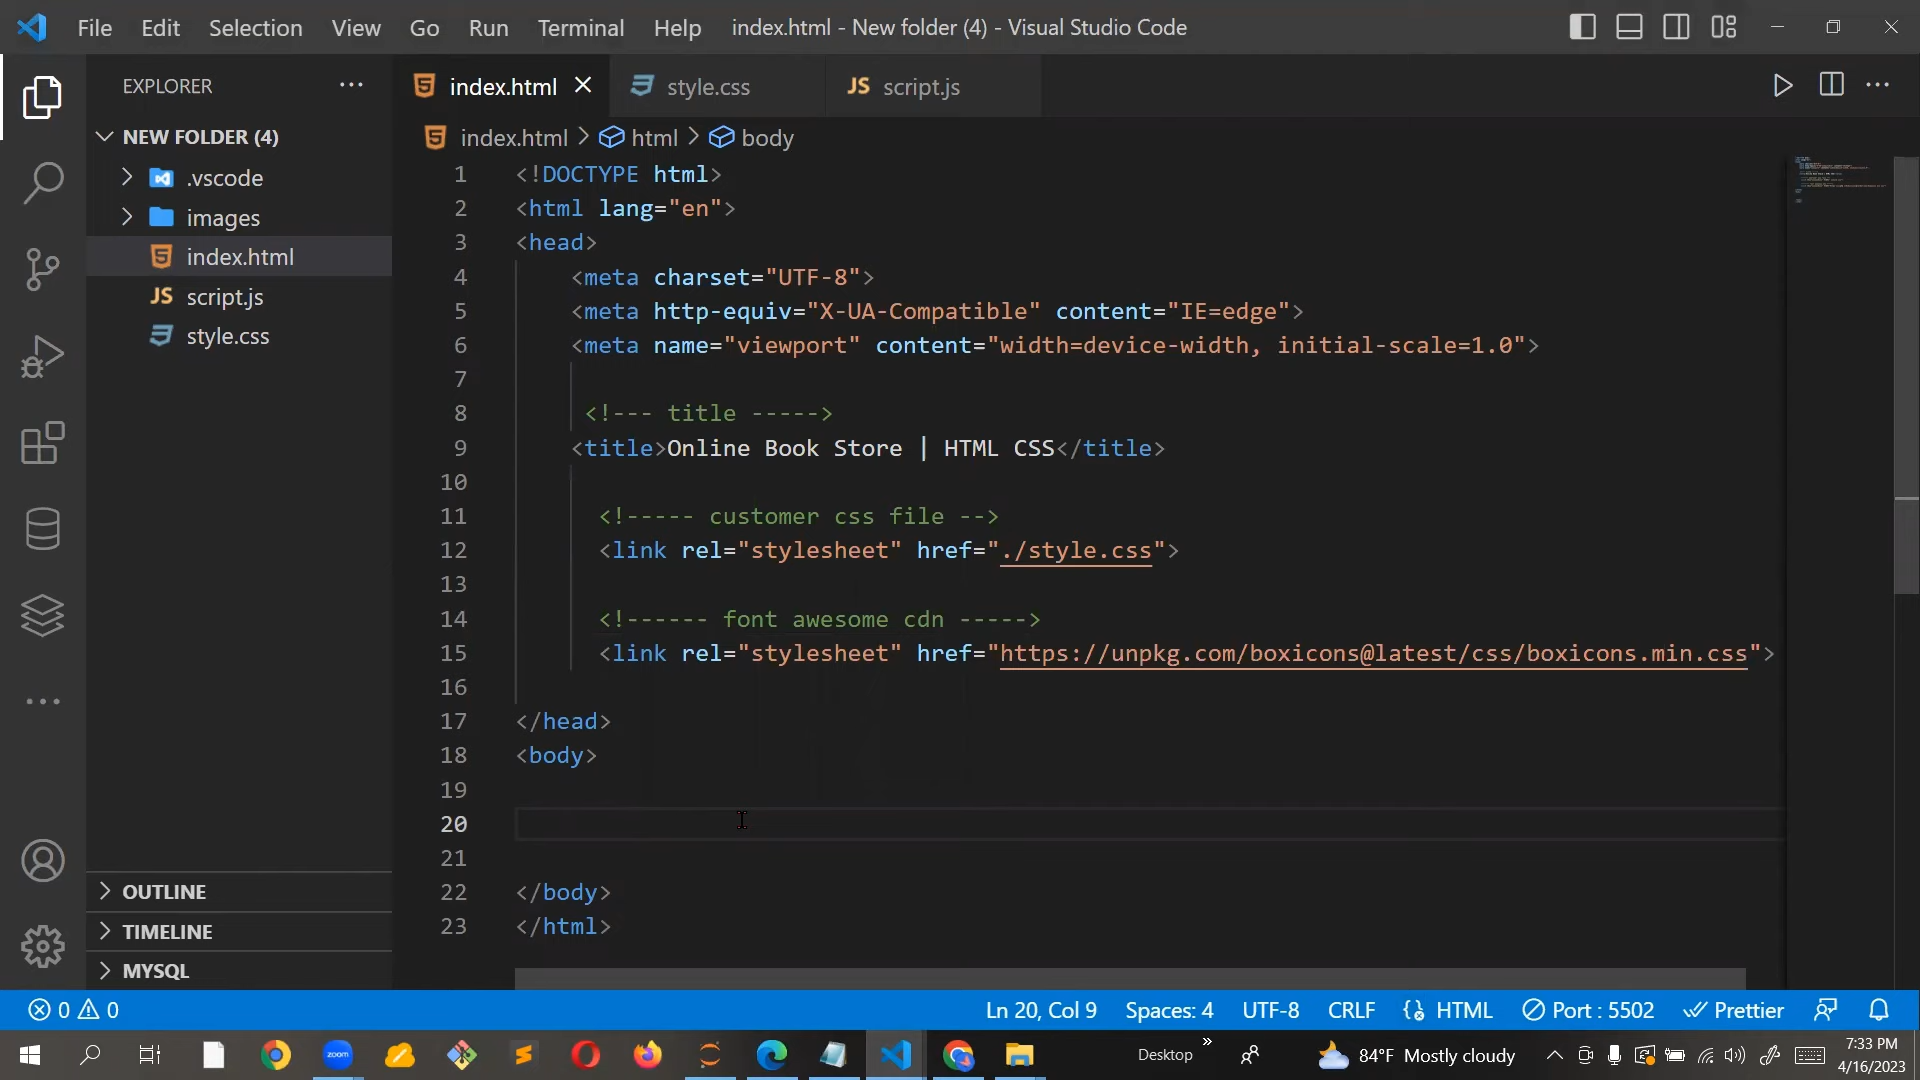 File Edit Selection View Go Run Terminal Help index.html - New folder (4) - Visual Studio Code
EXPLORER
NEW FOLDER (4)
.vscode
images
index.html
JS script.js
style.css
OUTLINE
TIMELINE
MYSQL
index.html style.css JS script.js
index.html > html > body
1 <!DOCTYPE html>
2 <html lang="en">
3 <head>
4 <meta charset="UTF-8">
5 <meta http-equiv="X-UA-Compatible" content="IE=edge">
6 <meta name="viewport" content="width=device-width, initial-scale=1.0">
7
8 <!--- title ----->
9 <title>Online Book Store | HTML CSS</title>
10
11 <!----- customer css file -->
12 <link rel="stylesheet" href="./style.css">
13
14 <!------ font awesome cdn ----->
15 <link rel="stylesheet" href="https://unpkg.com/boxicons@latest/css/boxicons.min.css">
16
17 </head>
18 <body>
19
20
21
22 </body>
23 </html>
0 0 Ln 20, Col 9 Spaces: 4 UTF-8 CRLF HTML Port : 5502 Prettier
zoom Desktop 84°F Mostly cloudy 7:33 PM
4/16/2023